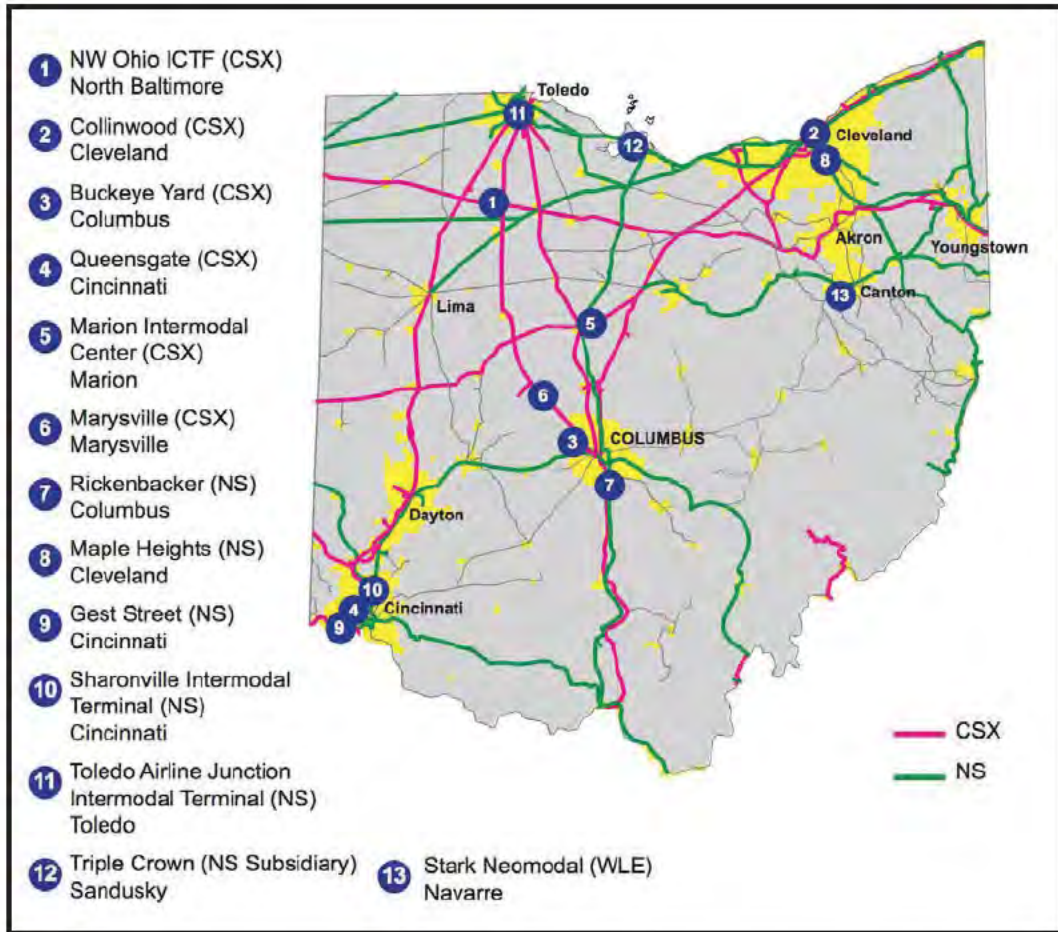 1 NW Ohio ICTF (CSX)
North Baltimore
2 Collinwood (CSX)
Cleveland
3 Buckeye Yard (CSX)
Columbus
4 Queensgate (CSX)
Cincinnati
5 Marion Intermodal
Center (CSX)
Marion
6 Marysville (CSX)
Marysville
7 Rickenbacker (NS)
Columbus
8 Maple Heights (NS)
Cleveland
9 Gest Street (NS)
Cincinnati
10 Sharonville Intermodal
Terminal (NS)
Cincinnati
11 Toledo Airline Junction
Intermodal Terminal (NS)
Toledo
12 Triple Crown (NS Subsidiary)
Sandusky
13 Stark Neomodal (WLE)
Navarre
Toledo
11
12
2
Cleveland
8
1
Akron
Youngstown
Lima
13
Canton
5
6
3
COLUMBUS
7
Dayton
10
4
Cincinnati
9
CSX
NS